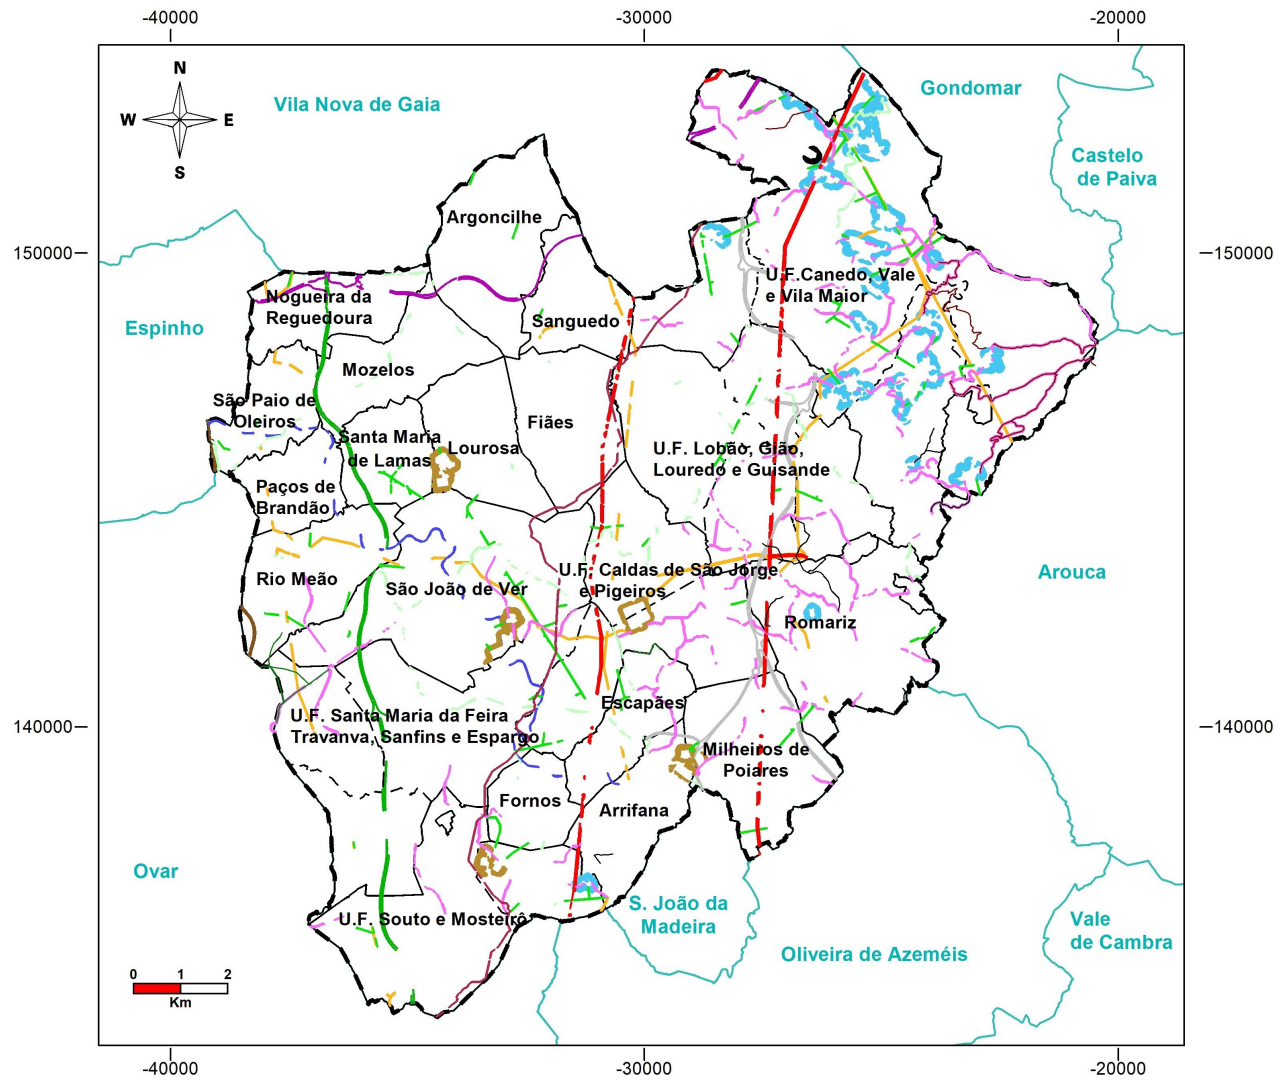 -40000
-30000
-20000
N
W
E
S
Vila Nova de Gaia
Gondomar
Castelo
de Paiva
Argoncilhe
150000
150000
U.F.Canedo, Vale
e Vila Maior
Nogueira da
Reguedoura
Sanguedo
Espinho
Mozelos
São Paio de
Oleiros
Fiães
Santa Maria
de Lamas
Lourosa
U.F. Lobão, Gião,
Louredo e Guisande
Paços de
Brandão
Rio Meão
São João de Ver
U.F. Caldas de São Jorge
e Pigeiros
Arouca
Romariz
Escapães
140000
140000
U.F. Santa Maria da Feira
Travanva, Sanfins e Espargo
Milheiros de
Poiares
Fornos
Arrifana
Ovar
U.F. Souto e Mosteirô
S. João da
Madeira
Vale
de Cambra
Oliveira de Azeméis
0 1 2
Km
-40000
-30000
-20000